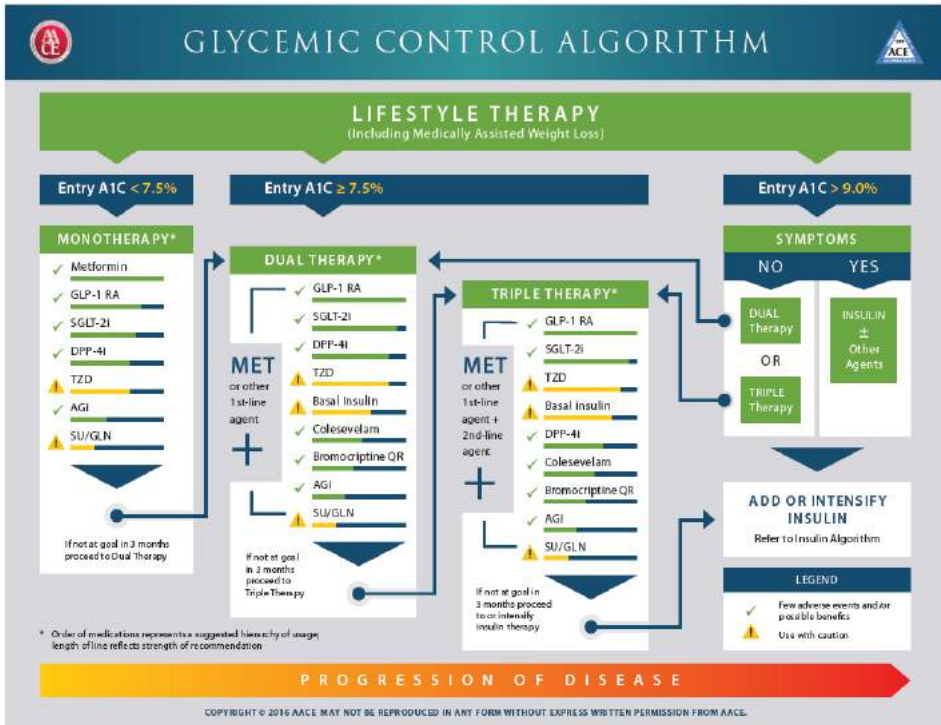 AACE
GLYCEMIC CONTROL ALGORITHM
ACE
LIFESTYLE THERAPY
(Including Medically Assisted Weight Loss)
Entry A1C < 7.5%
Entry A1C ≥ 7.5%
Entry A1C > 9.0%
MONOTHERAPY*
Metformin
GLP-1 RA
SGLT-2i
DPP-4i
TZD
AGi
SU/GLN
If not at goal in 3 months
proceed to Dual Therapy
DUAL THERAPY*
MET
or other
1st-line
agent
+
GLP-1 RA
SGLT-2i
DPP-4i
TZD
Basal Insulin
Colesevelam
Bromocriptine QR
AGi
SU/GLN
If not at goal
in 3 months
proceed to
Triple Therapy
TRIPLE THERAPY*
MET
or other
1st-line
agent +
2nd-line
agent
+
GLP-1 RA
SGLT-2i
TZD
Basal insulin
DPP-4i
Colesevelam
Bromocriptine QR
AGi
SU/GLN
If not at goal in
3 months proceed
to or intensify
insulin therapy
SYMPTOMS
NO
YES
DUAL
Therapy
OR
TRIPLE
Therapy
INSULIN
±
Other
Agents
ADD OR INTENSIFY
INSULIN
Refer to Insulin Algorithm
LEGEND
Few adverse events and/or
possible benefits
Use with caution
* Order of medications represents a suggested hierarchy of usage;
length of line reflects strength of recommendation
PROGRESSION OF DISEASE
COPYRIGHT © 2016 AACE MAY NOT BE REPRODUCED IN ANY FORM WITHOUT EXPRESS WRITTEN PERMISSION FROM AACE.